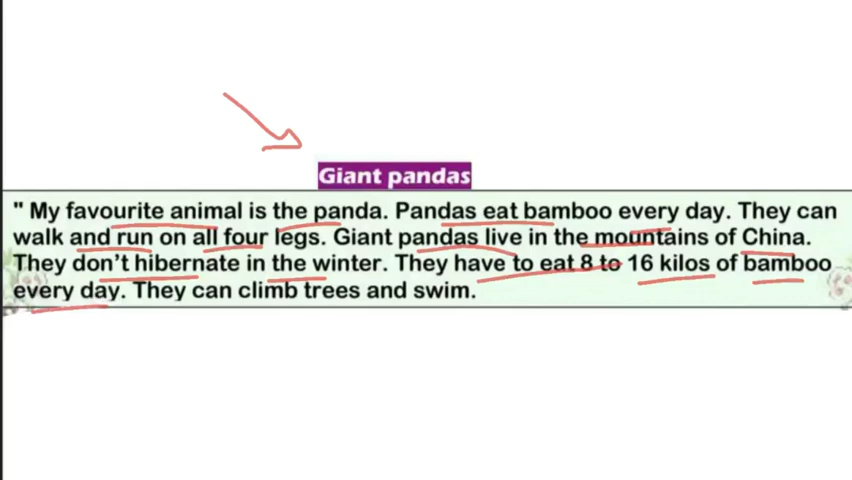 Giant pandas
" My favourite animal is the panda. Pandas eat bamboo every day. They can
walk and run on all four legs. Giant pandas live in the mountains of China.
They don't hibernate in the winter. They have to eat 8 to 16 kilos of bamboo
every day. They can climb trees and swim.